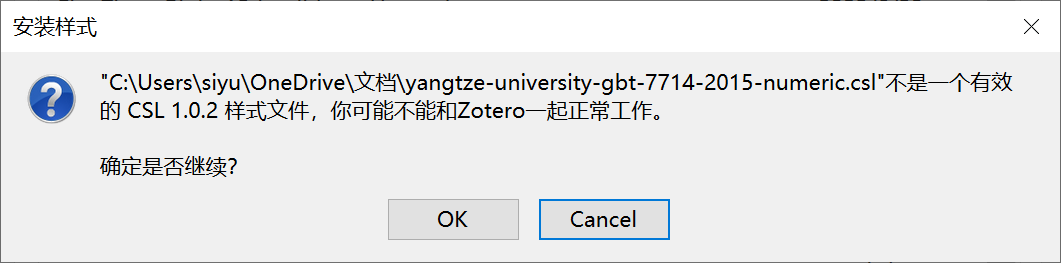 安装样式
"C:\Users\siyu\OneDrive\文档\yangtze-university-gbt-7714-2015-numeric.csl"不是一个有效
的 CSL 1.0.2 样式文件，你可能不能和Zotero一起正常工作。
确定是否继续？
OK
Cancel